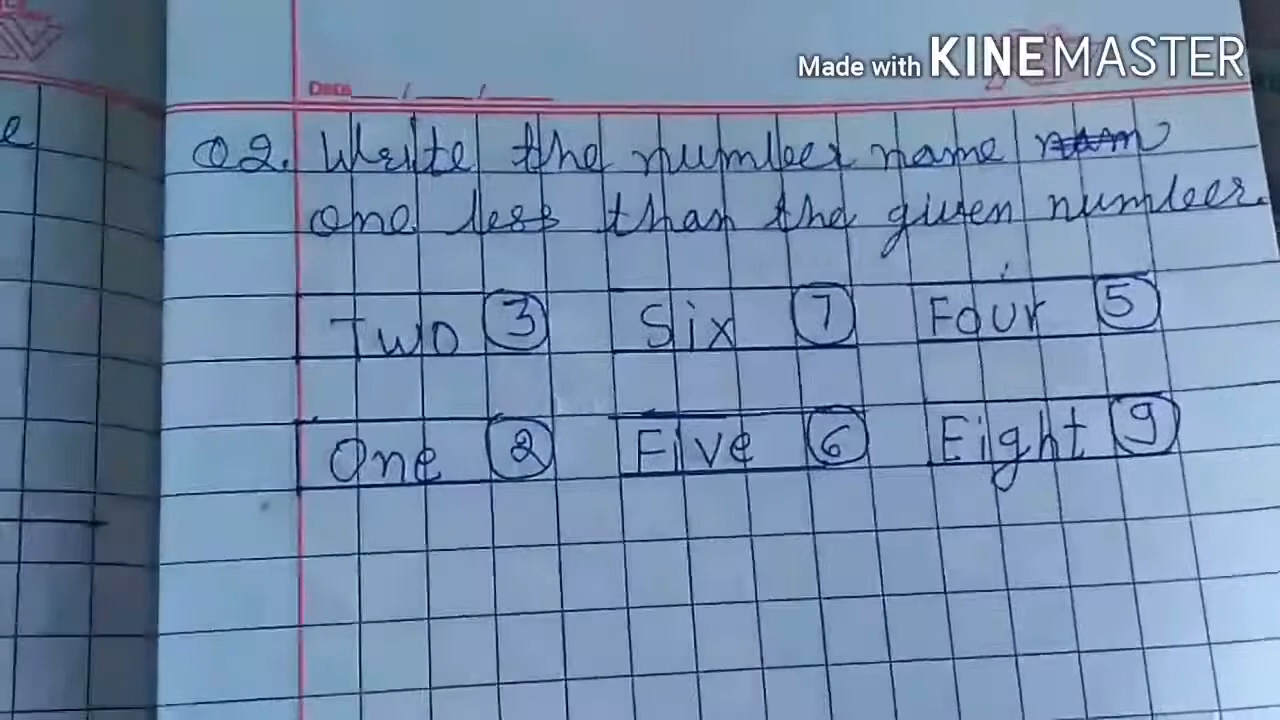 Made with KINEMASTER
Date / /
Q2. Write the number name
one less than the given number.
Two 3 Six 7 Four 5
One 2 Five 6 Eight 9
e